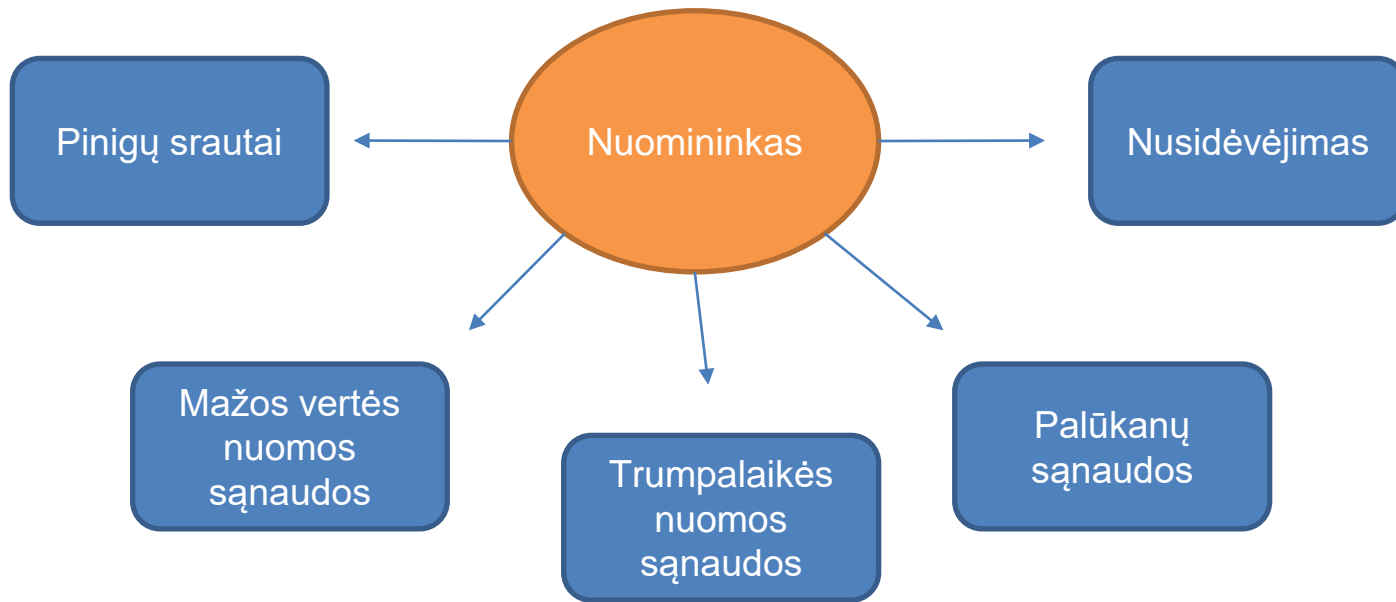 Pinigų srautai
Nuomininkas
Nusidėvėjimas
Mažos vertės
nuomos
sąnaudos
Trumpalaikės
nuomos
sąnaudos
Palūkanų
sąnaudos